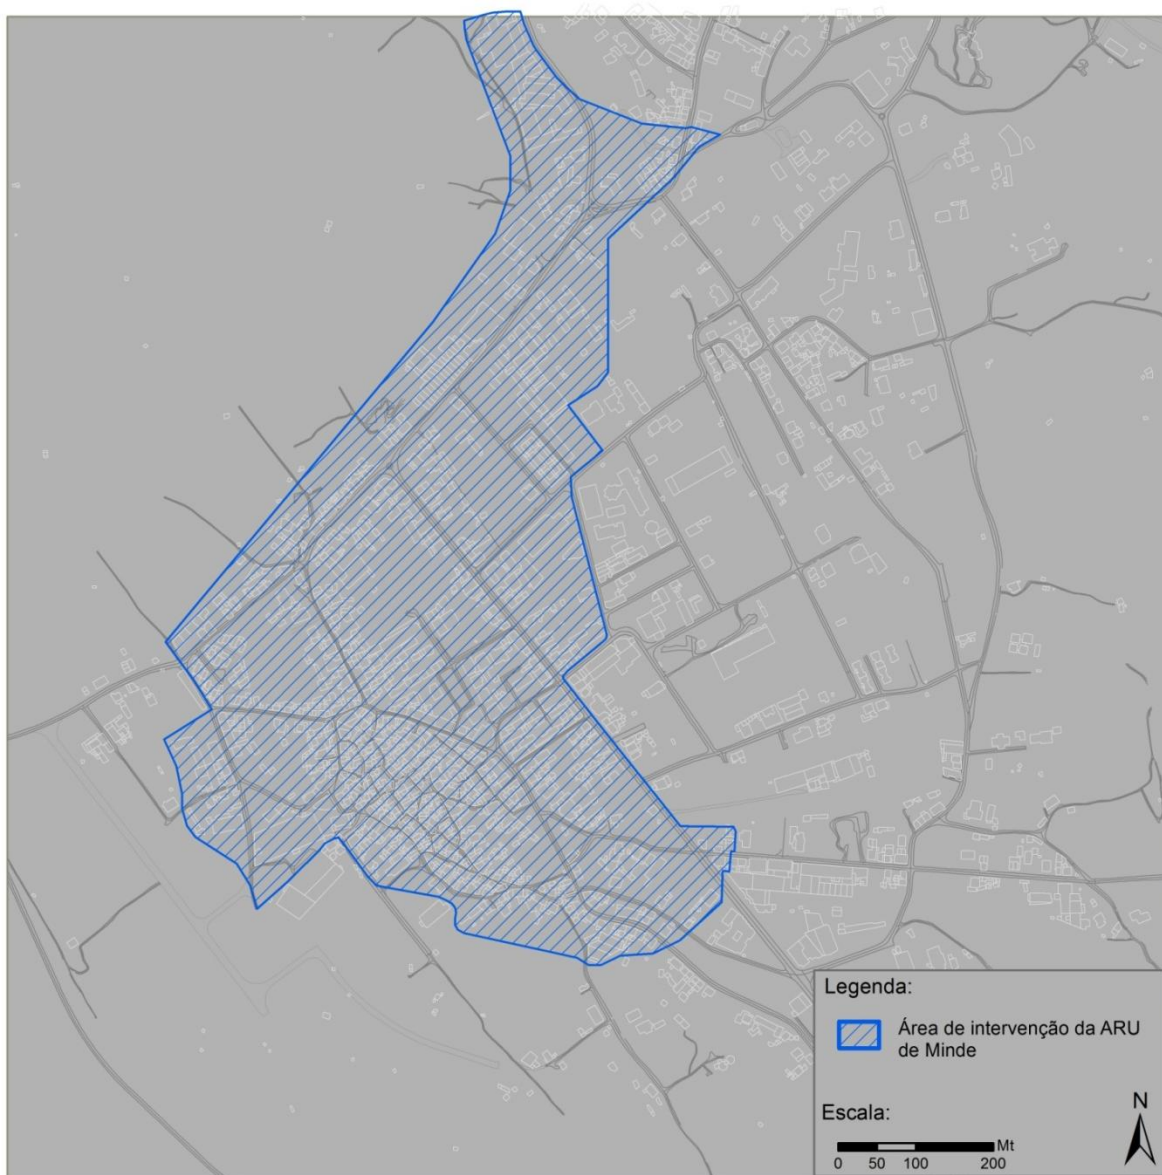 Legenda:
Área de intervenção da ARU
de Minde
Escala:
N
Mt
0 50 100 200